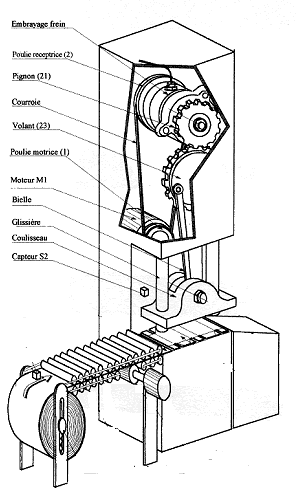 Embrayage frein
Poulie receptrice (2)
Pignon (21)
Courroie
Volant (23)
Poulie motrice (1)
Moteur M1
Bielle
Glissière
Coulisseau
Capteur S2